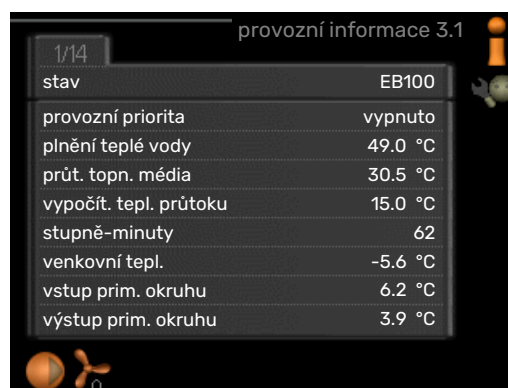 provozní informace 3.1
1/14
stav EB100
provozní priorita vypnuto
plnění teplé vody 49.0 °C
průt. topn. média 30.5 °C
vypočít. tepl. průtoku 15.0 °C
stupně-minuty 62
venkovní tepl. -5.6 °C
vstup prim. okruhu 6.2 °C
výstup prim. okruhu 3.9 °C
0